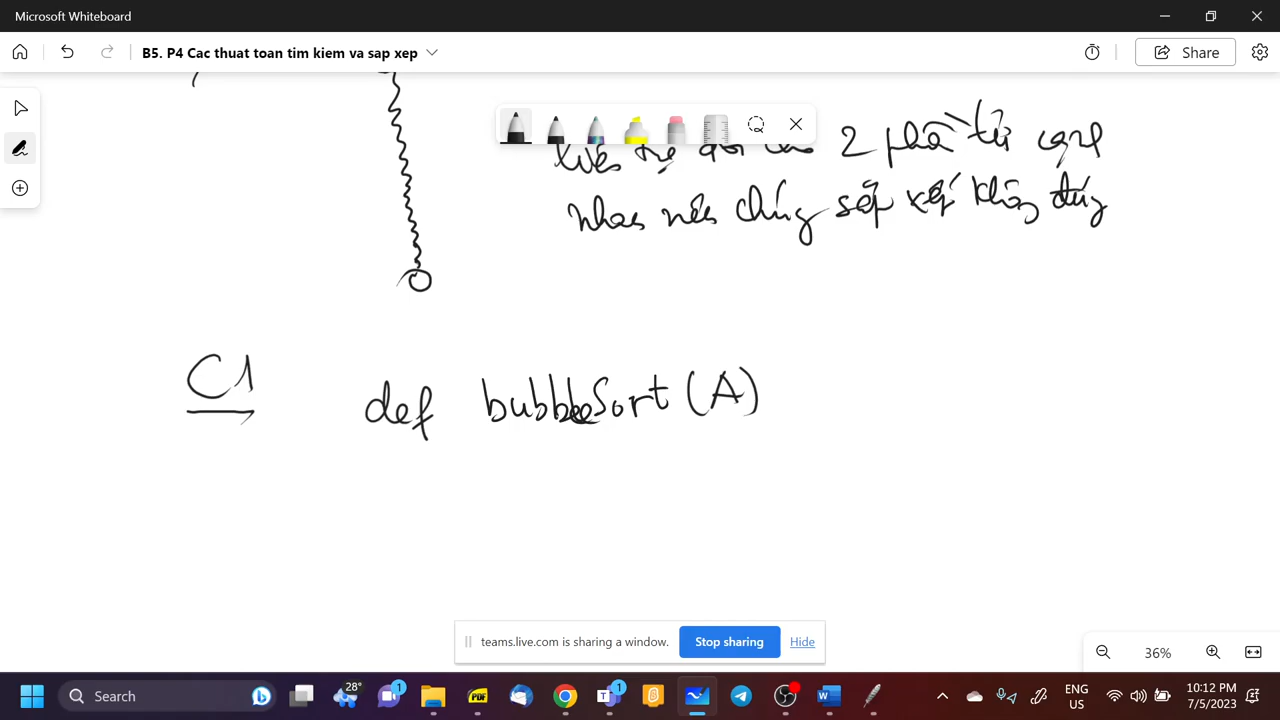 Microsoft Whiteboard
B5. P4 Cac thuat toan tim kiem va sap xep
Share
2 phần tử cạnh
nhau nếu chúng sắp xếp không đúng
C1 def bubbleSort (A)
teams.live.com is sharing a window. Stop sharing Hide
36%
Search
28°
1
1
ENG
US
10:12 PM
7/5/2023